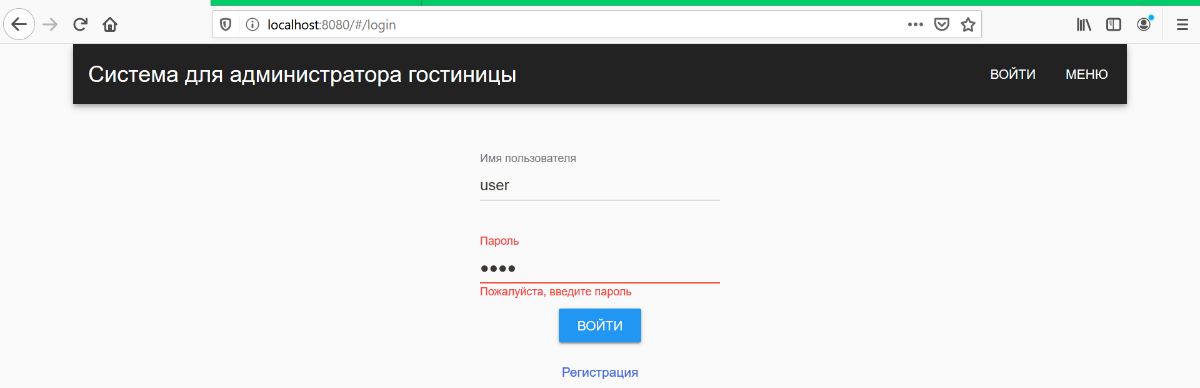 localhost:8080/#/login
Система для администратора гостиницы ВОЙТИ МЕНЮ
Имя пользователя
user
Пароль
••••
Пожалуйста, введите пароль
ВОЙТИ
Регистрация